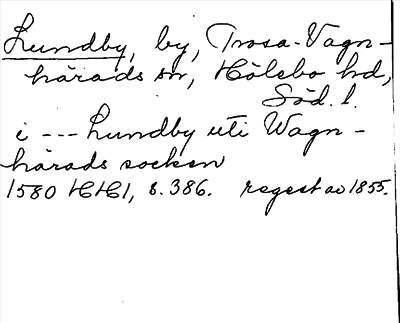 Lundby, by, Trosa-Vagn-
härads sn, Hölebo hd,
Söd. l.
i --- Lundby uti Wagn-
härads socken
1580 HH1, s. 386. regest av 1855.